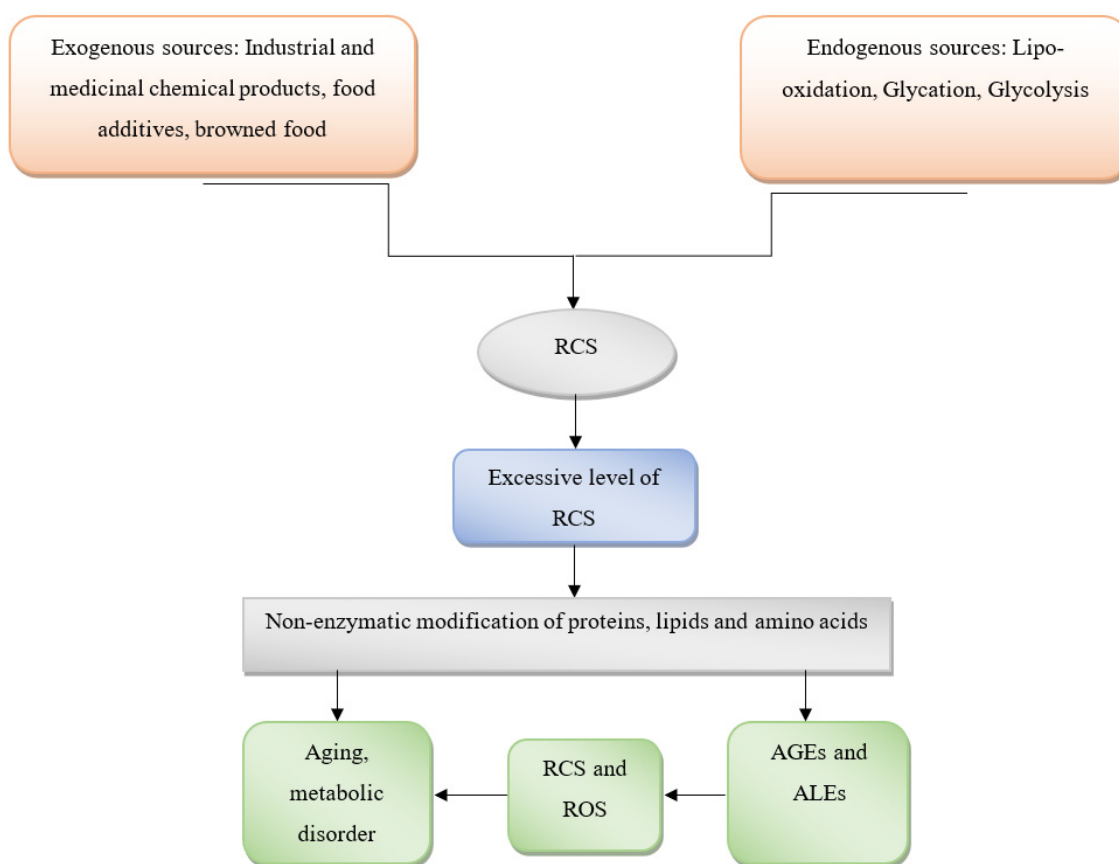 Exogenous sources: Industrial and
medicinal chemical products, food
additives, browned food
Endogenous sources: Lipo-
oxidation, Glycation, Glycolysis
RCS
Excessive level of
RCS
Non-enzymatic modification of proteins, lipids and amino acids
Aging,
metabolic
disorder
RCS and
ROS
AGEs and
ALEs